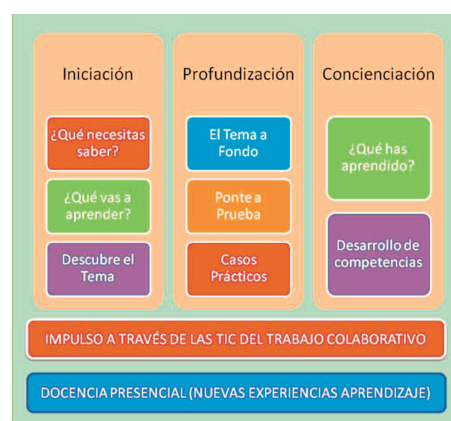 Iniciación
¿Qué necesitas
saber?
¿Qué vas a
aprender?
Descubre el
Tema
Profundización
El Tema a
Fondo
Ponte a
Prueba
Casos
Prácticos
Concienciación
¿Qué has
aprendido?
Desarrollo de
competencias
IMPULSO A TRAVÉS DE LAS TIC DEL TRABAJO COLABORATIVO
DOCENCIA PRESENCIAL (NUEVAS EXPERIENCIAS APRENDIZAJE)